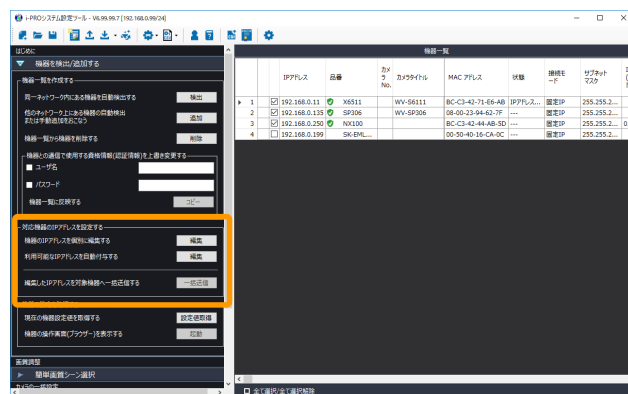 i-PROシステム設定ツール - V6.99.99.7 [192.168.0.99/24]
はじめに
機器を検出/追加する
機器一覧を作成する
同一ネットワーク内にある機器を自動検出する 検出
他のネットワーク上にある機器の自動検出
または手動追加をおこなう 追加
機器一覧から機器を削除する 削除
機器との通信で使用する資格情報(認証情報)を上書き変更する
ユーザ名
パスワード
機器一覧に反映する コピー
対応機器のIPアドレスを設定する
機器のIPアドレスを個別に編集する 編集
利用可能なIPアドレスを自動付与する 編集
編集したIPアドレスを対象機器へ一括送信する 一括送信
現在の機器設定値を取得する 設定値取得
機器の操作画面(ブラウザー)を表示する 起動
画質調整
簡単画質シーン選択
カメラの一括設定
機器一覧
IPアドレス 品番 カメラNo. カメラタイトル MAC アドレス 状態 接続モード サブネットマスク
1 192.168.0.11 X6511 WV-S6111 BC-C3-42-71-E6-AB IPアドレス... 固定IP 255.255.2...
2 192.168.0.135 SP306 WV-SP306 08-00-23-94-62-7F --- 固定IP 255.255.2...
3 192.168.0.250 NX100 BC-C3-42-44-AB-5D --- 固定IP 255.255.2...
4 192.168.0.199 SK-EML... 00-50-40-16-CA-0C --- 固定IP 255.255.2...
全て選択/全て選択解除